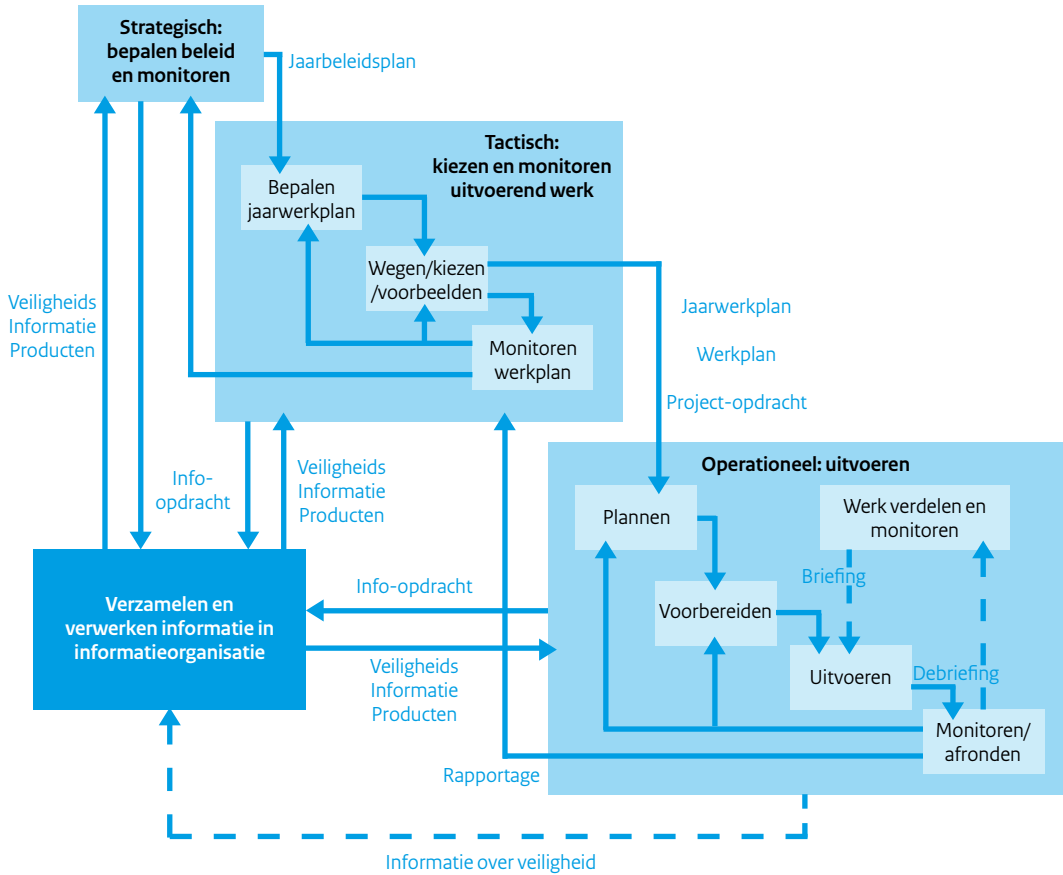 Strategisch:
bepalen beleid
en monitoren
Jaarbeleidsplan
Tactisch:
kiezen en monitoren
uitvoerend werk
Bepalen
jaarwerkplan
Wegen/kiezen
/voorbeelden
Monitoren
werkplan
Veiligheids
Informatie
Producten
Jaarwerkplan
Werkplan
Project-opdracht
Info-
opdracht
Veiligheids
Informatie
Producten
Operationeel: uitvoeren
Plannen
Werk verdelen en
monitoren
Voorbereiden
Briefing
Uitvoeren
Debriefing
Monitoren/
afronden
Verzamelen en
verwerken informatie in
informatieorganisatie
Info-opdracht
Veiligheids
Informatie
Producten
Rapportage
Informatie over veiligheid